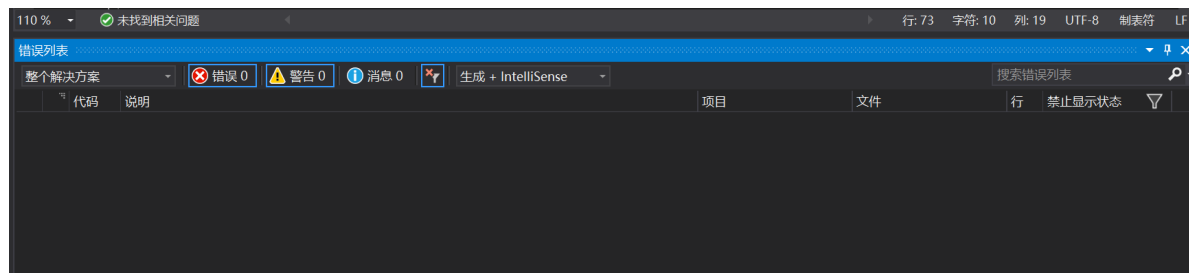 110 % 未找到相关问题 行: 73 字符: 10 列: 19 UTF-8 制表符 LF
错误列表
整个解决方案 错误 0 警告 0 消息 0 生成 + IntelliSense 搜索错误列表
代码 说明 项目 文件 行 禁止显示状态